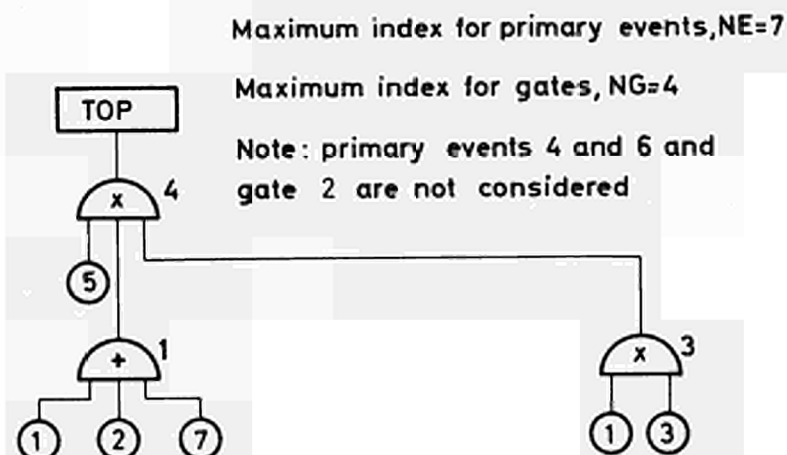 Maximum index for primary events,NE=7
Maximum index for gates, NG=4
TOP
Note: primary events 4 and 6 and
gate 2 are not considered
x 4
5
+ 1
x 3
1 2 7
1 3